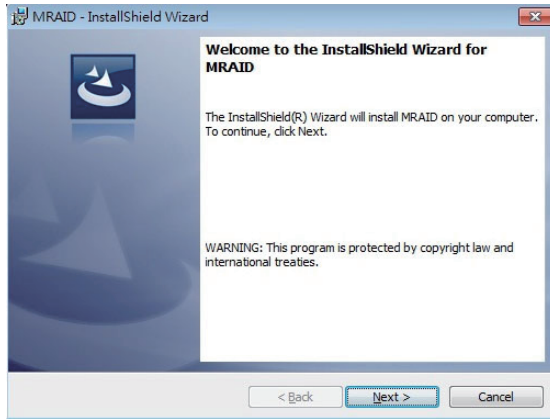 MRAID - InstallShield Wizard
Welcome to the InstallShield Wizard for
MRAID
The InstallShield(R) Wizard will install MRAID on your computer.
To continue, click Next.
WARNING: This program is protected by copyright law and
international treaties.
< Back
Next >
Cancel